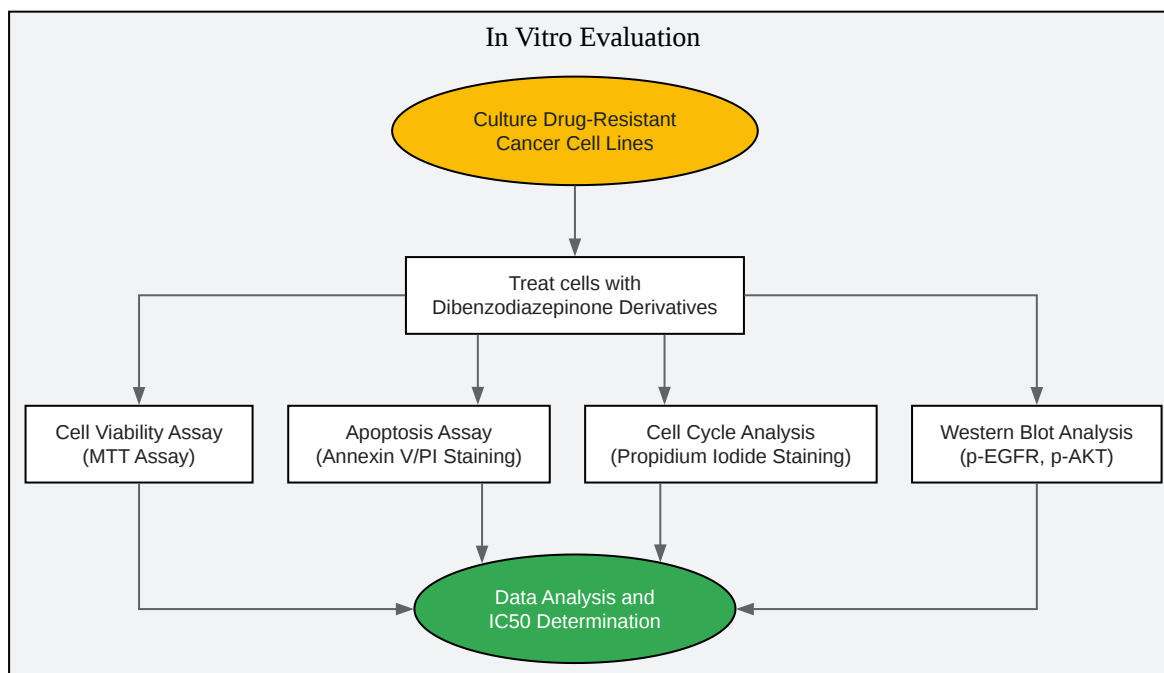 In Vitro Evaluation
Culture Drug-Resistant
Cancer Cell Lines
Treat cells with
Dibenzodiazepinone Derivatives
Cell Viability Assay
(MTT Assay)
Apoptosis Assay
(Annexin V/PI Staining)
Cell Cycle Analysis
(Propidium Iodide Staining)
Western Blot Analysis
(p-EGFR, p-AKT)
Data Analysis and
IC50 Determination